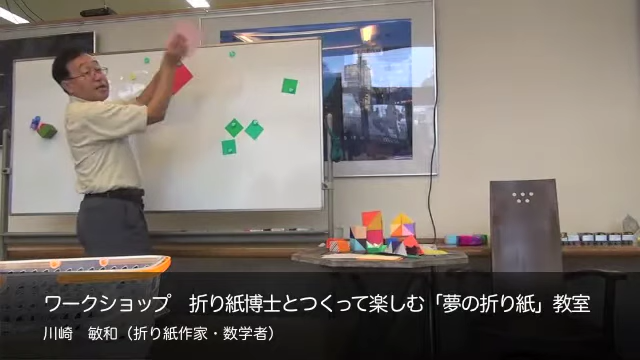 ワークショップ　折り紙博士とつくって楽しむ「夢の折り紙」教室
川崎　敏和（折り紙作家・数学者）